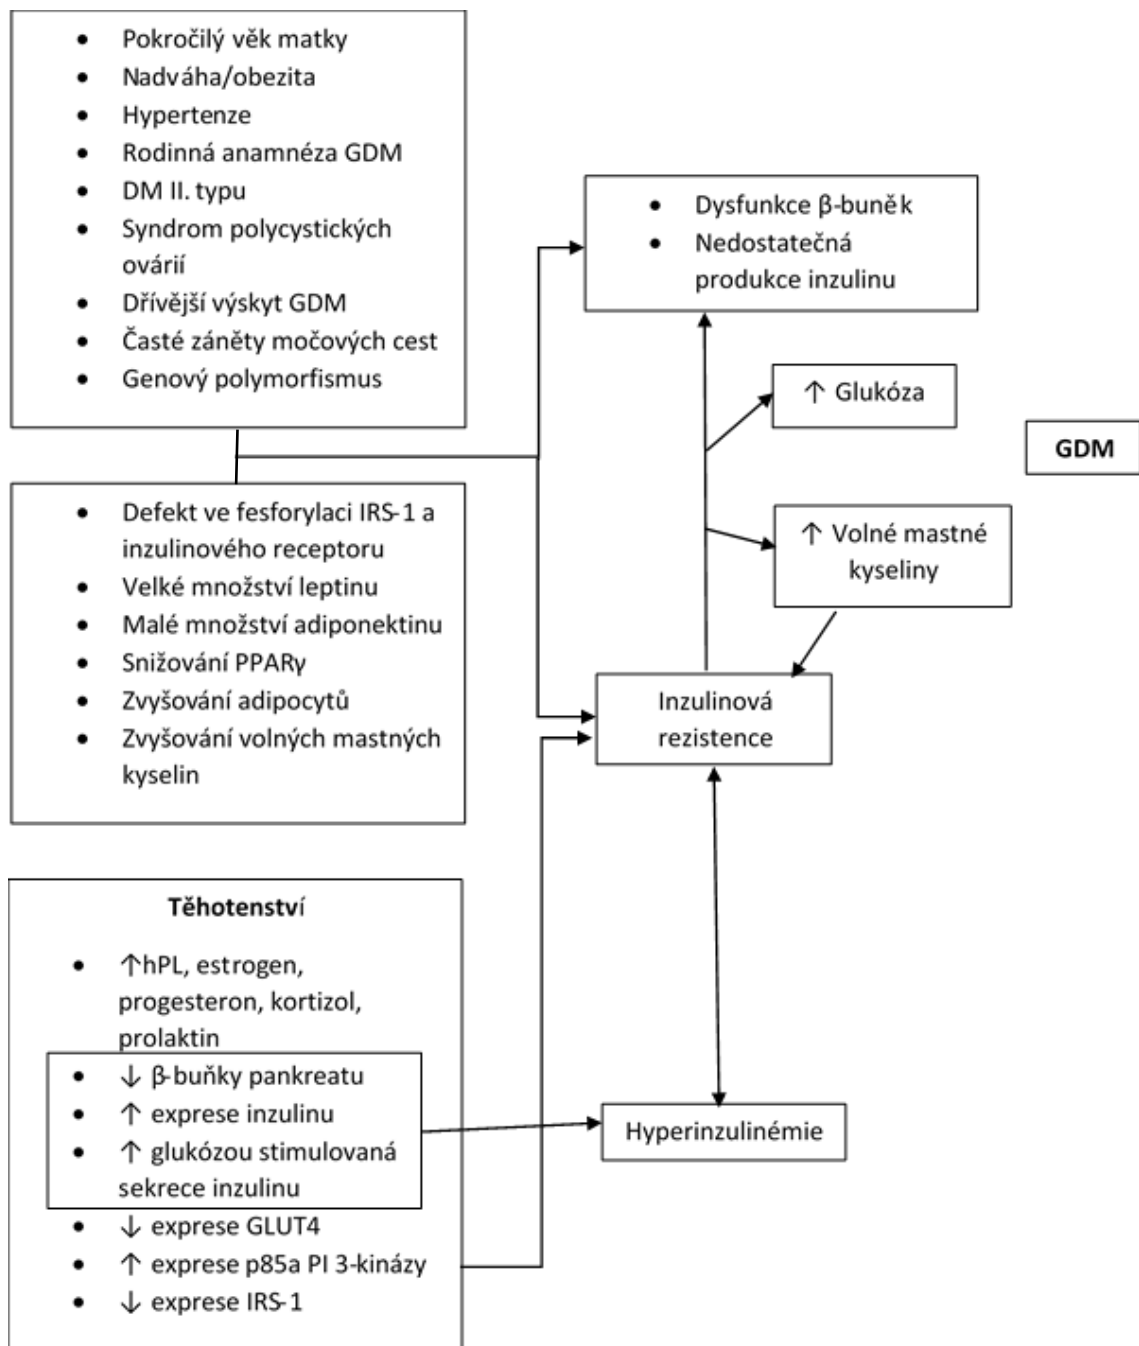 • Pokročilý věk matky
• Nadváha/obezita
• Hypertenze
• Rodinná anamnéza GDM
• DM II. typu
• Syndrom polycystických
ovárií
• Dřívější výskyt GDM
• Časté záněty močových cest
• Genový polymorfismus
• Defekt ve fesforylaci IRS-1 a
inzulinového receptoru
• Velké množství leptinu
• Malé množství adiponektinu
• Snižování PPARγ
• Zvyšování adipocytů
• Zvyšování volných mastných
kyselin
Těhotenství
• ↑hPL, estrogen,
progesteron, kortizol,
prolaktin
• ↓ β-buňky pankreatu
• ↑ exprese inzulinu
• ↑ glukózou stimulovaná
sekrece inzulinu
• ↓ exprese GLUT4
• ↑ exprese p85a PI 3-kinázy
• ↓ exprese IRS-1
• Dysfunkce β-buněk
• Nedostatečná
produkce inzulinu
↑ Glukóza
↑ Volné mastné
kyseliny
Inzulinová
rezistence
Hyperinzulinémie
GDM